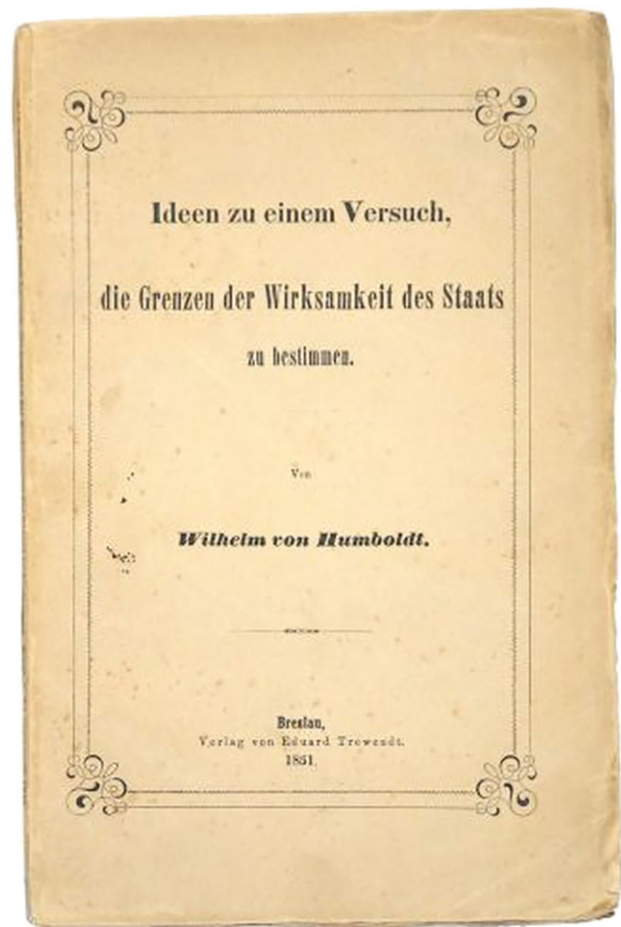 Ideen zu einem Versuch,
die Grenzen der Wirksamkeit des Staats
zu bestimmen.
Von
Wilhelm von Humboldt.
Breslau,
Verlag von Eduard Trewendt.
1851.